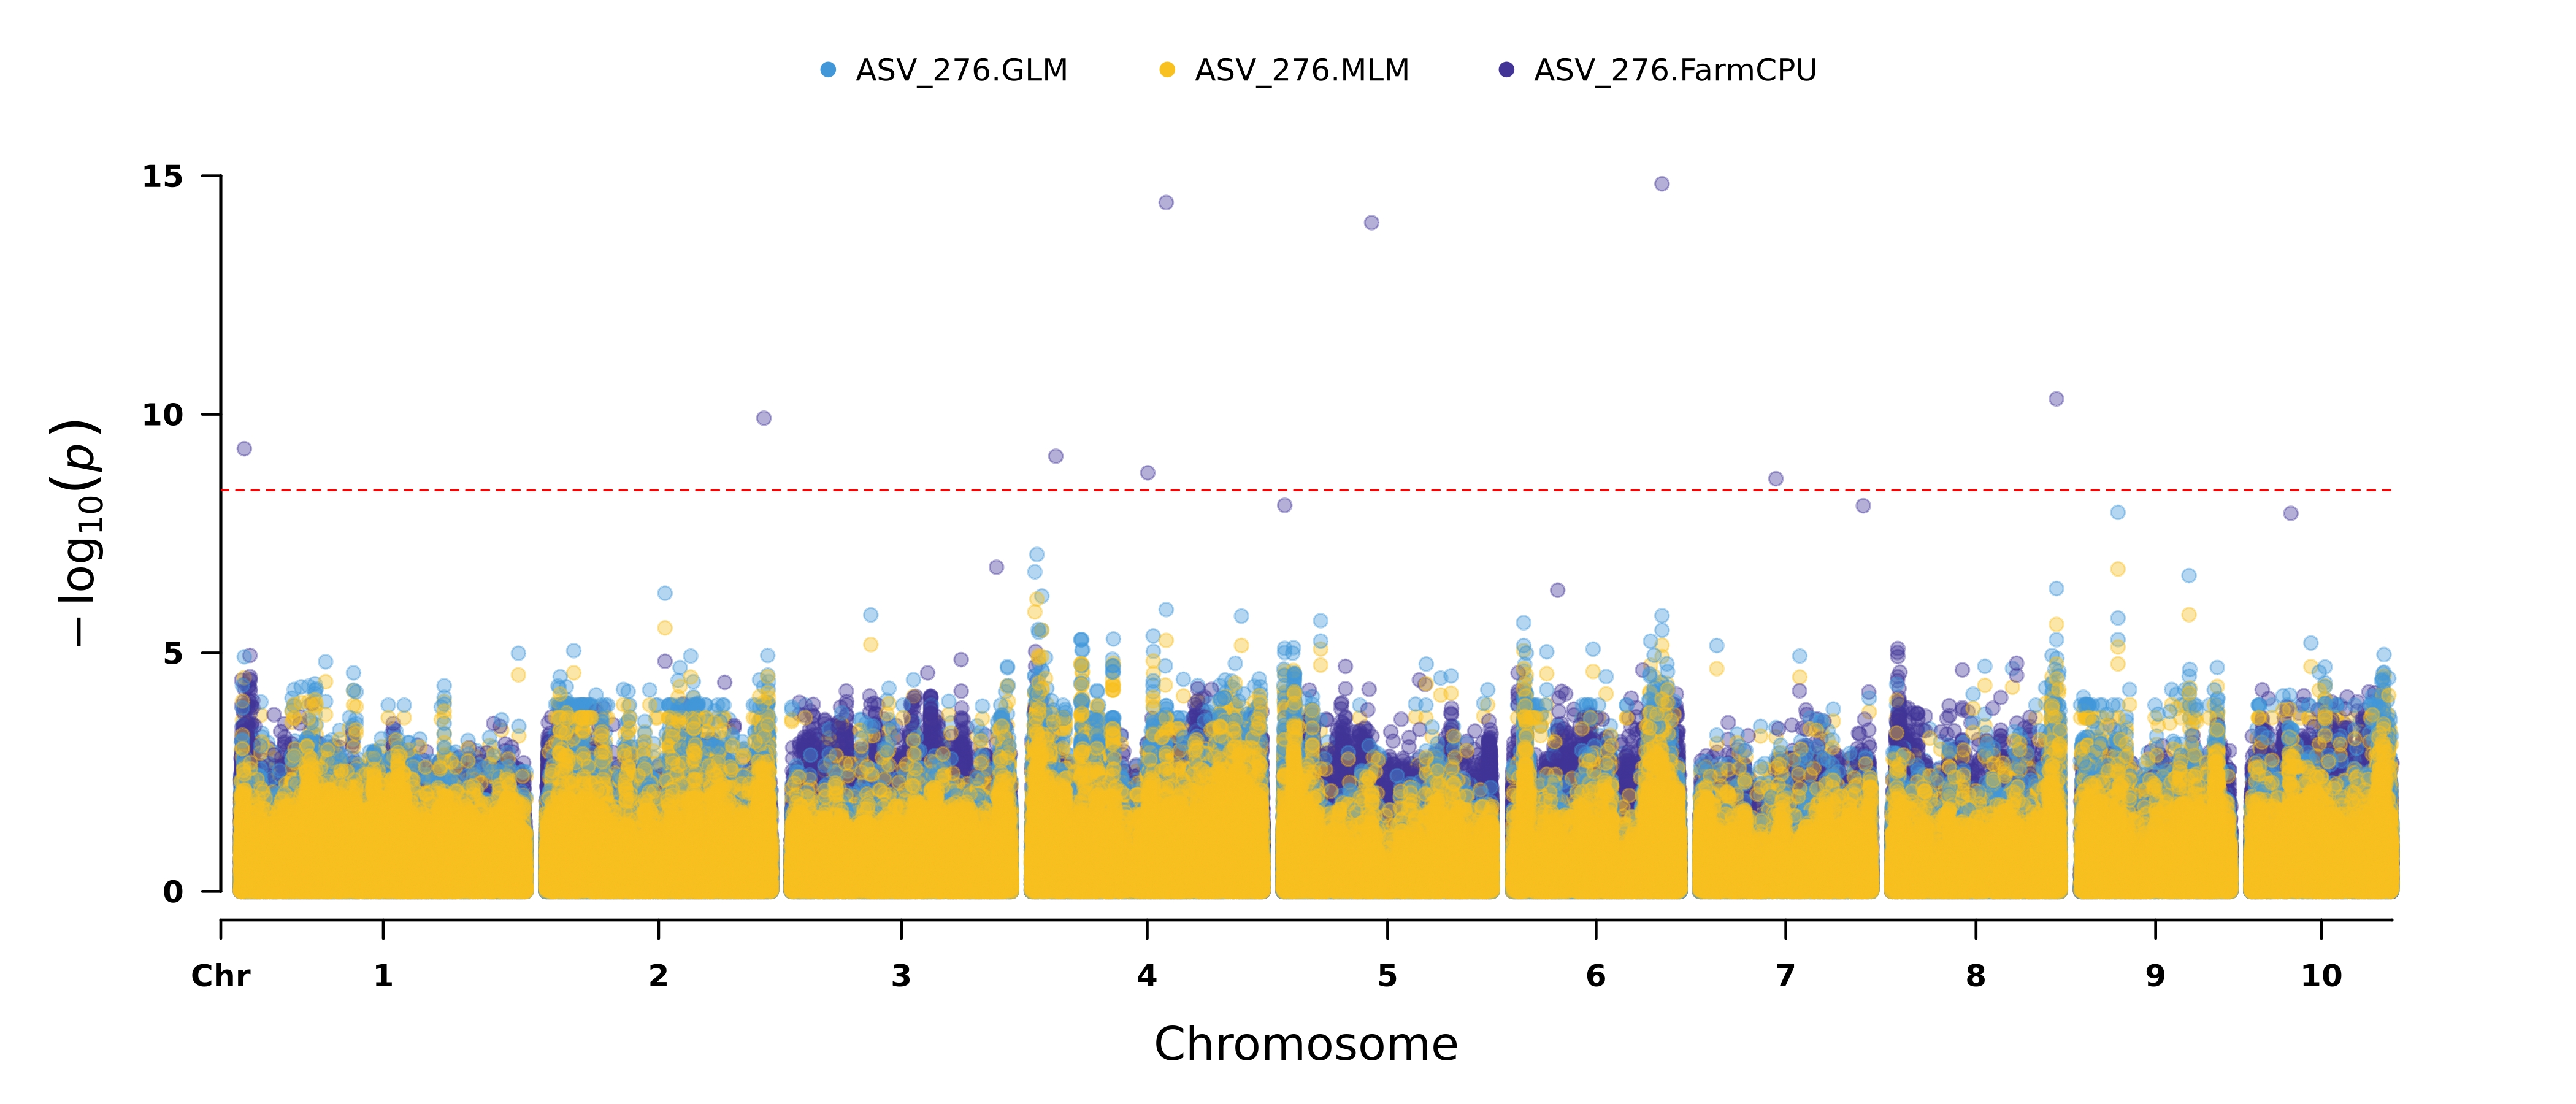 ASV_276.GLM ASV_276.MLM ASV_276.FarmCPU
15
10
5
0
− log10(p)
Chr 1 2 3 4 5 6 7 8 9 10
Chromosome